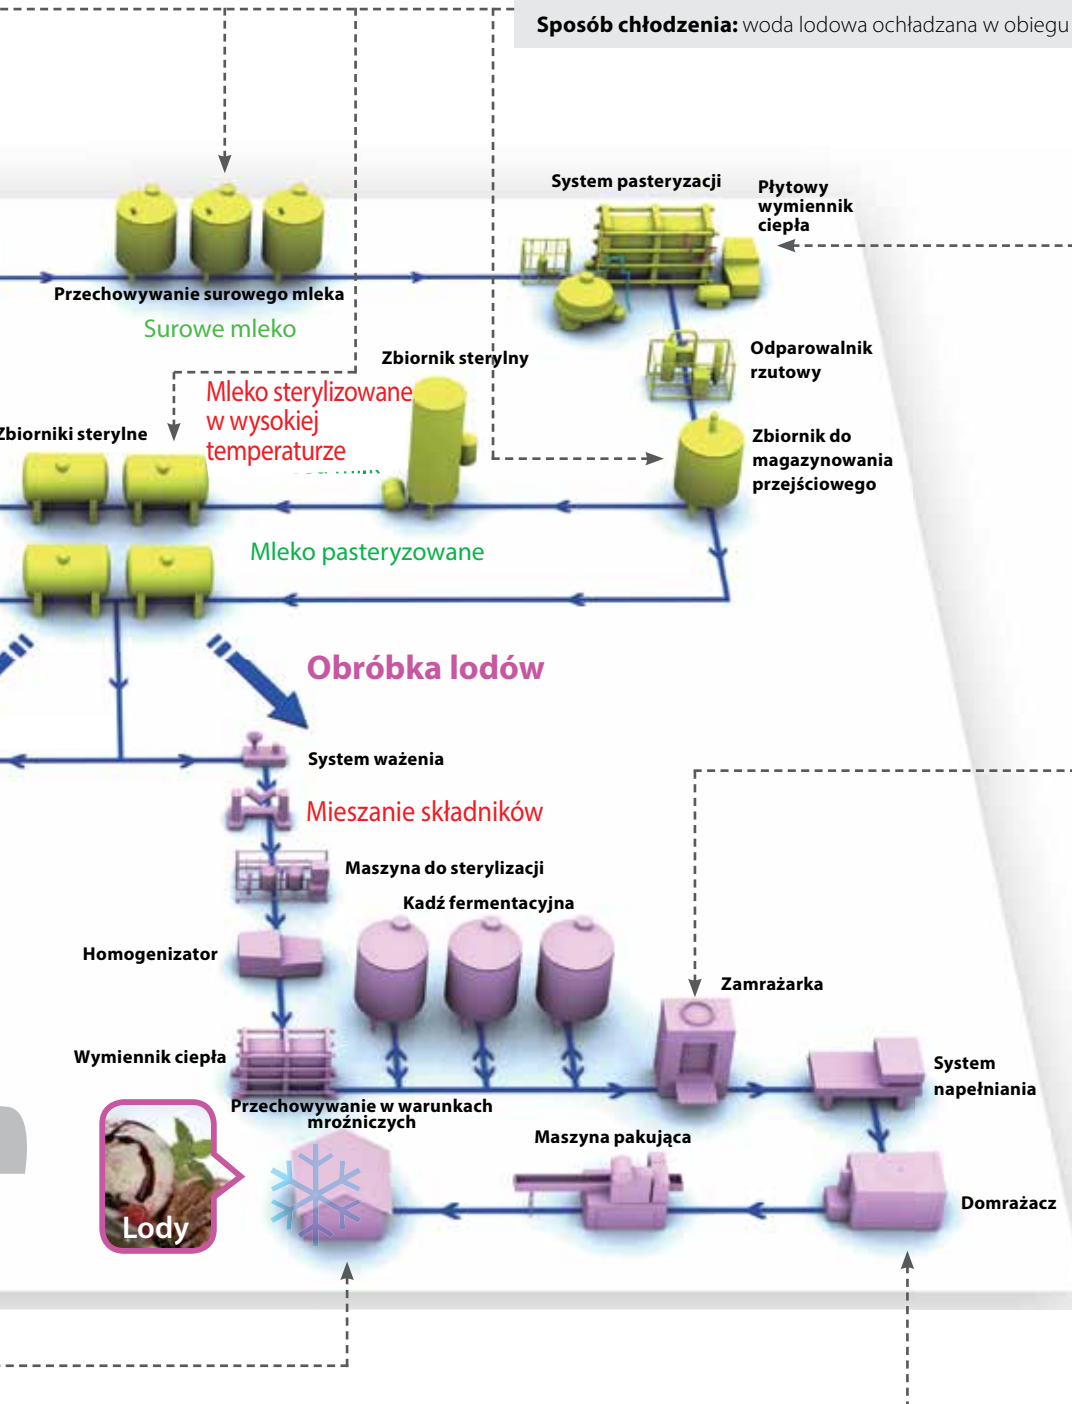 Sposób chłodzenia: woda lodowa ochładzana w obiegu
System pasteryzacji
Płytowy
wymiennik
ciepła
Przechowywanie surowego mleka
Surowe mleko
Zbiornik sterylny
Odparowalnik
rzutowy
Mleko sterylizowane
w wysokiej
temperaturze
Zbiorniki sterylne
Zbiornik do
magazynowania
przejściowego
Mleko pasteryzowane
Obróbka lodów
System ważenia
Mieszanie składników
Maszyna do sterylizacji
Kadź fermentacyjna
Homogenizator
Zamrażarka
Wymiennik ciepła
System
napełniania
Przechowywanie w warunkach
mroźniczych
Maszyna pakująca
Lody
Domrażacz